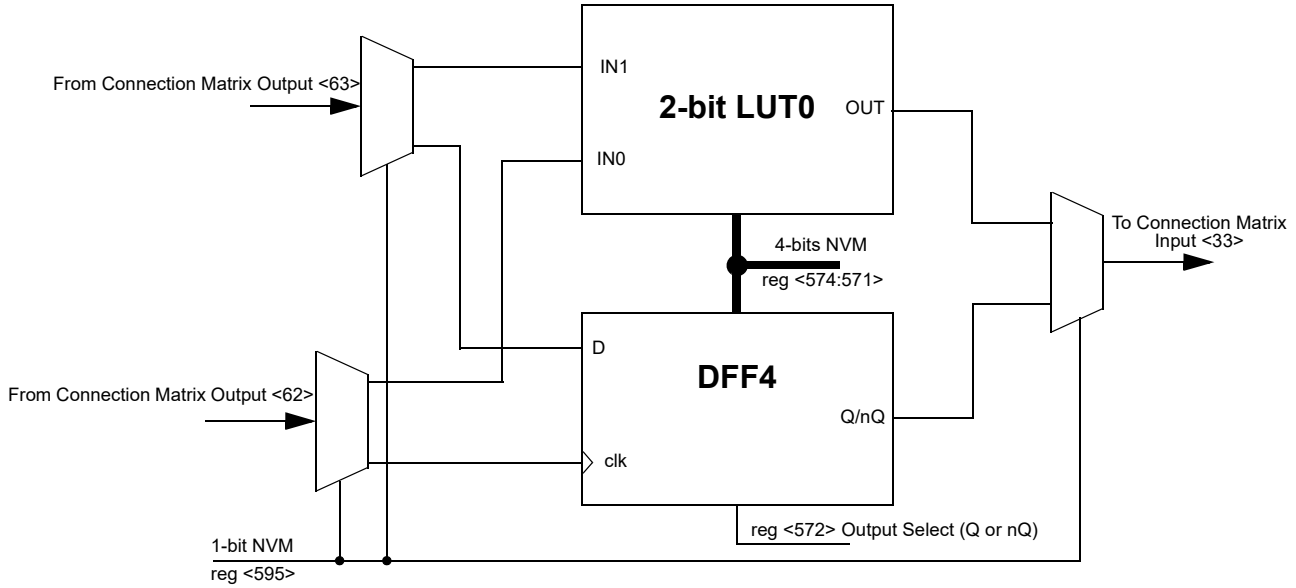 From Connection Matrix Output <63>
IN1
2-bit LUT0
OUT
IN0
To Connection Matrix
Input <33>
4-bits NVM
reg <574:571>
D
DFF4
From Connection Matrix Output <62>
Q/nQ
clk
reg <572> Output Select (Q or nQ)
1-bit NVM
reg <595>